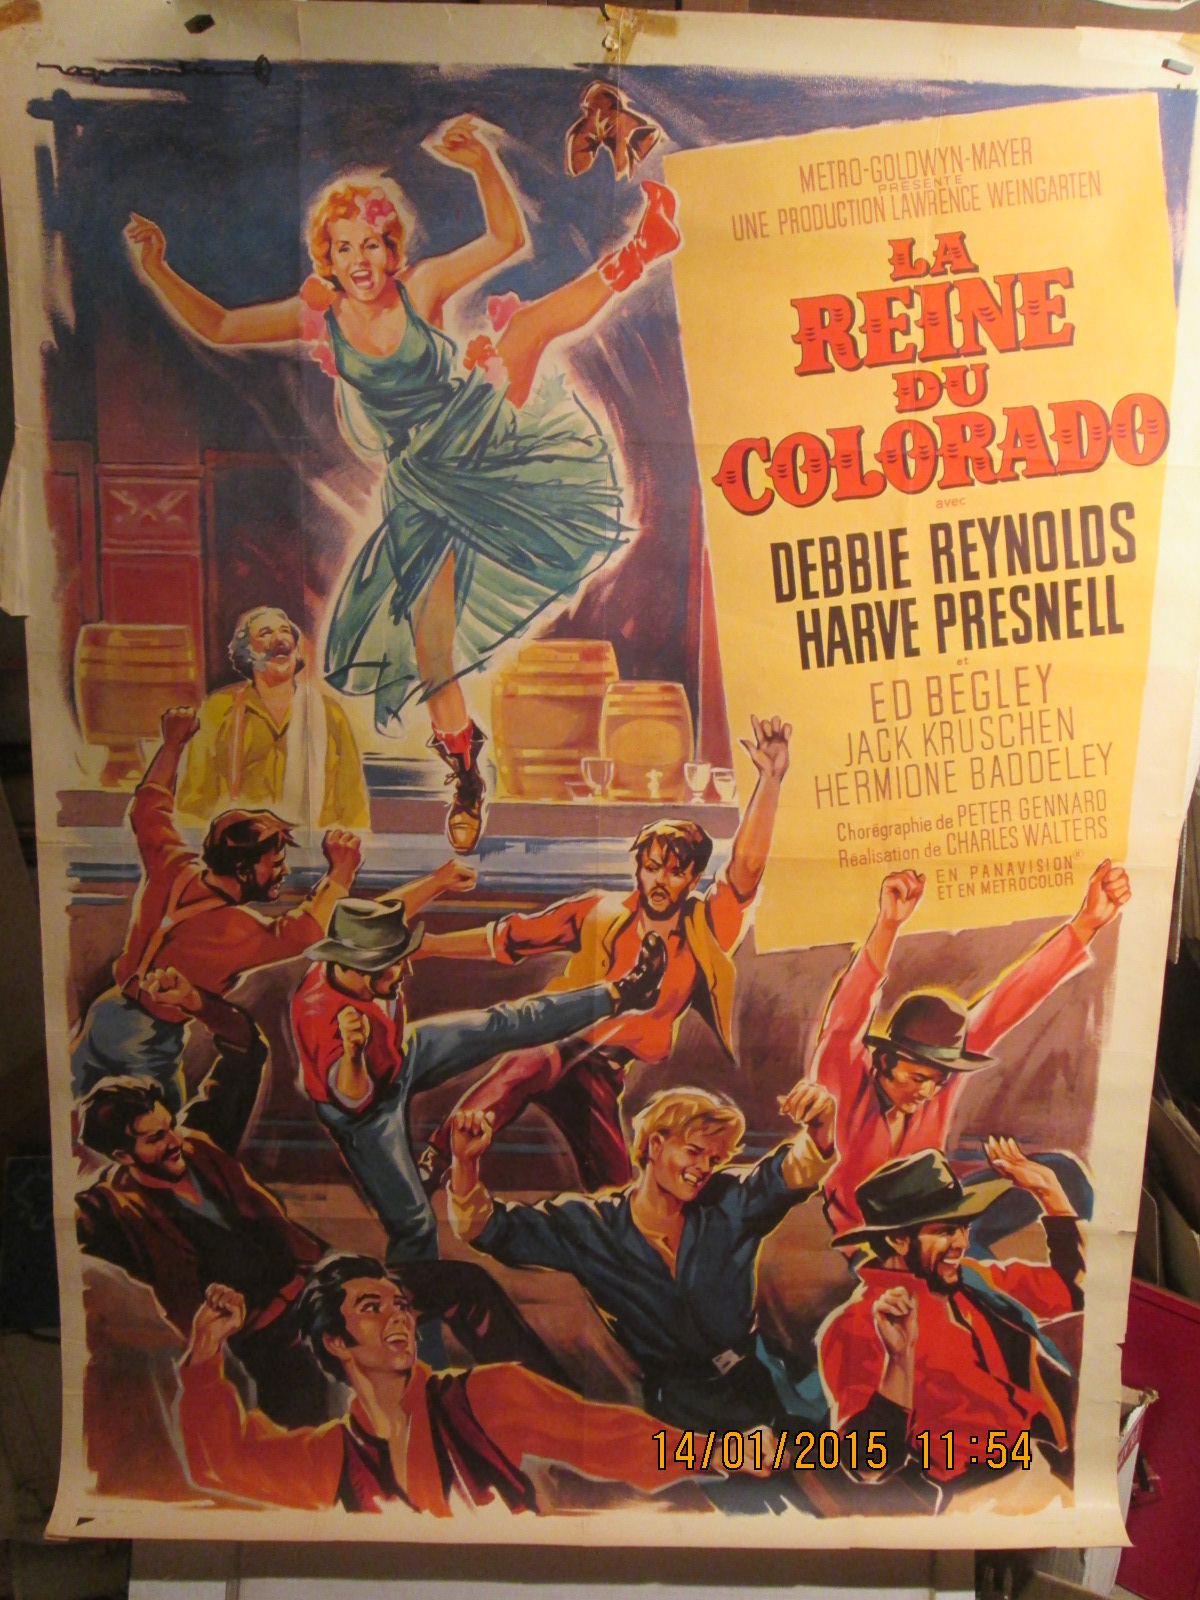 METRO-GOLDWYN-MAYER
PRÉSENTE
UNE PRODUCTION LAWRENCE WEINGARTEN
LA
REINE
DU
COLORADO
avec
DEBBIE REYNOLDS
HARVE PRESNELL
et
ED BEGLEY
JACK KRUSCHEN
HERMIONE BADDELEY
Chorégraphie de PETER GENNARO
Réalisation de CHARLES WALTERS
EN PANAVISION
ET EN METROCOLOR
14/01/2015 11:54